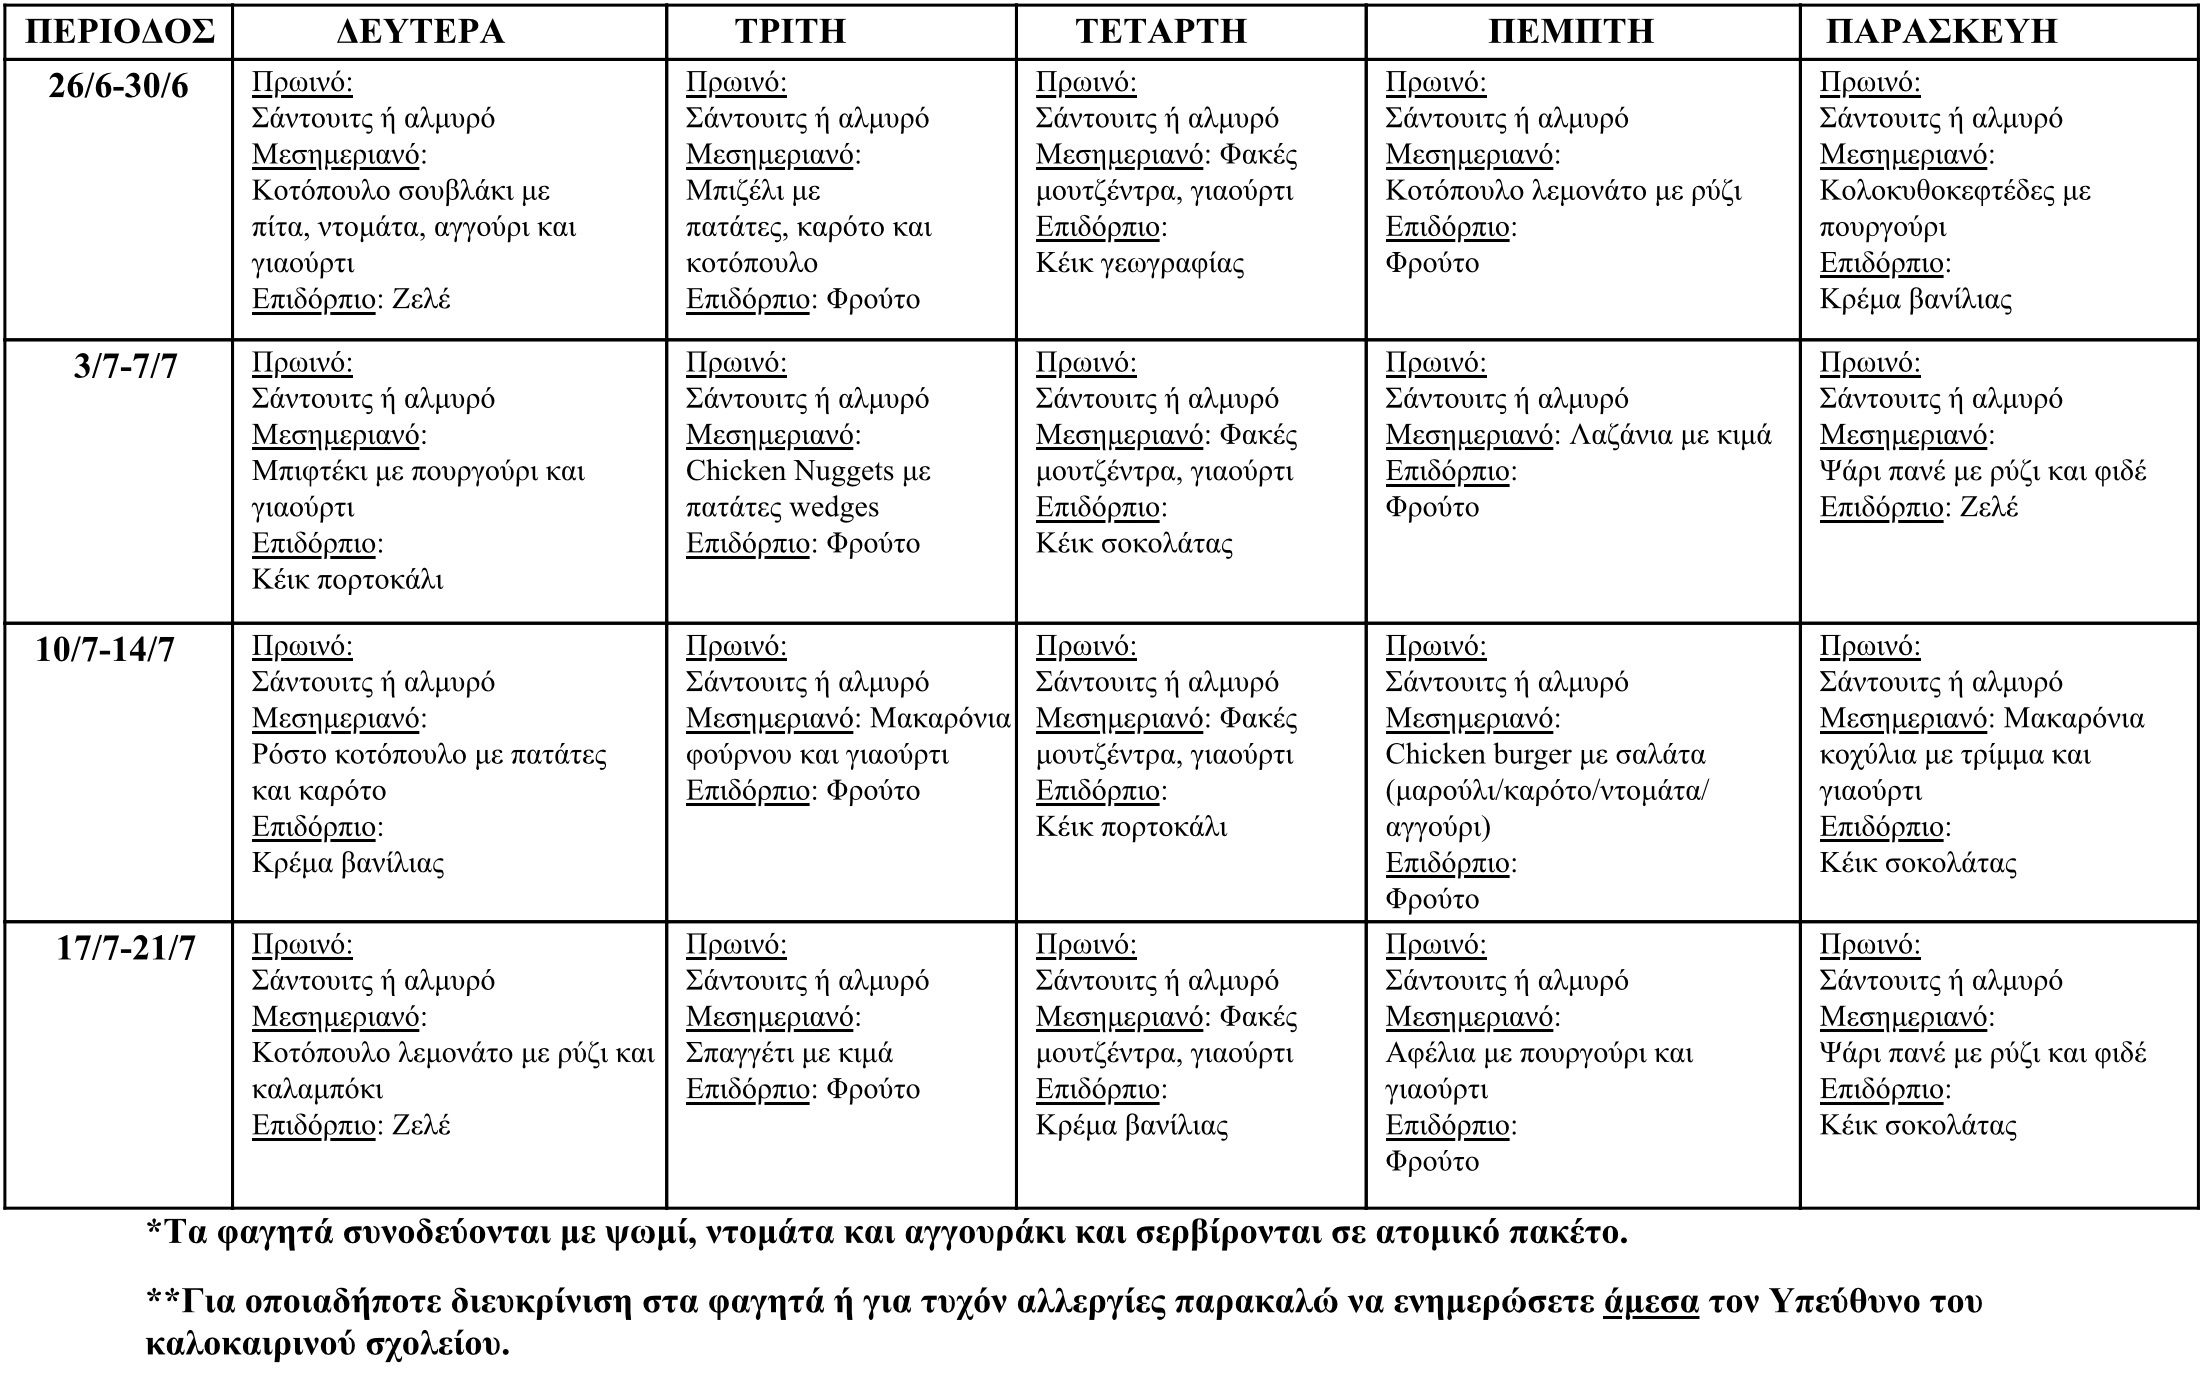 ΠΕΡΙΟΔΟΣ
ΔΕΥΤΕΡΑ
ΤΡΙΤΗ
ΤΕΤΑΡΤΗ
ΠΕΜΠΤΗ
ΠΑΡΑΣΚΕΥΗ
26/6-30/6
Πρωινό:
Σάντουιτς ή αλμυρό
Μεσημεριανό:
Κοτόπουλο σουβλάκι με
πίτα, ντομάτα, αγγούρι και
γιαούρτι
Επιδόρπιο: Ζελέ
Πρωινό:
Σάντουιτς ή αλμυρό
Μεσημεριανό:
Μπιζέλι με
πατάτες, καρότο και
κοτόπουλο
Επιδόρπιο: Φρούτο
Πρωινό:
Σάντουιτς ή αλμυρό
Μεσημεριανό: Φακές
μουτζέντρα, γιαούρτι
Επιδόρπιο:
Κέικ γεωγραφίας
Πρωινό:
Σάντουιτς ή αλμυρό
Μεσημεριανό:
Κοτόπουλο λεμονάτο με ρύζι
Επιδόρπιο:
Φρούτο
Πρωινό:
Σάντουιτς ή αλμυρό
Μεσημεριανό:
Κολοκυθοκεφτέδες με
πουργούρι
Επιδόρπιο:
Κρέμα βανίλιας
3/7-7/7
Πρωινό:
Σάντουιτς ή αλμυρό
Μεσημεριανό:
Μπιφτέκι με πουργούρι και
γιαούρτι
Επιδόρπιο:
Κέικ πορτοκάλι
Πρωινό:
Σάντουιτς ή αλμυρό
Μεσημεριανό:
Chicken Nuggets με
πατάτες wedges
Επιδόρπιο: Φρούτο
Πρωινό:
Σάντουιτς ή αλμυρό
Μεσημεριανό: Φακές
μουτζέντρα, γιαούρτι
Επιδόρπιο:
Κέικ σοκολάτας
Πρωινό:
Σάντουιτς ή αλμυρό
Μεσημεριανό: Λαζάνια με κιμά
Επιδόρπιο:
Φρούτο
Πρωινό:
Σάντουιτς ή αλμυρό
Μεσημεριανό:
Ψάρι πανέ με ρύζι και φιδέ
Επιδόρπιο: Ζελέ
10/7-14/7
Πρωινό:
Σάντουιτς ή αλμυρό
Μεσημεριανό:
Ρόστο κοτόπουλο με πατάτες
και καρότο
Επιδόρπιο:
Κρέμα βανίλιας
Πρωινό:
Σάντουιτς ή αλμυρό
Μεσημεριανό: Μακαρόνια
φούρνου και γιαούρτι
Επιδόρπιο: Φρούτο
Πρωινό:
Σάντουιτς ή αλμυρό
Μεσημεριανό: Φακές
μουτζέντρα, γιαούρτι
Επιδόρπιο:
Κέικ πορτοκάλι
Πρωινό:
Σάντουιτς ή αλμυρό
Μεσημεριανό:
Chicken burger με σαλάτα
(μαρούλι/καρότο/ντομάτα/
αγγούρι)
Επιδόρπιο:
Φρούτο
Πρωινό:
Σάντουιτς ή αλμυρό
Μεσημεριανό: Μακαρόνια
κοχύλια με τρίμμα και
γιαούρτι
Επιδόρπιο:
Κέικ σοκολάτας
17/7-21/7
Πρωινό:
Σάντουιτς ή αλμυρό
Μεσημεριανό:
Κοτόπουλο λεμονάτο με ρύζι και
καλαμπόκι
Επιδόρπιο: Ζελέ
Πρωινό:
Σάντουιτς ή αλμυρό
Μεσημεριανό:
Σπαγγέτι με κιμά
Επιδόρπιο: Φρούτο
Πρωινό:
Σάντουιτς ή αλμυρό
Μεσημεριανό: Φακές
μουτζέντρα, γιαούρτι
Επιδόρπιο:
Κρέμα βανίλιας
Πρωινό:
Σάντουιτς ή αλμυρό
Μεσημεριανό:
Αφέλια με πουργούρι και
γιαούρτι
Επιδόρπιο:
Φρούτο
Πρωινό:
Σάντουιτς ή αλμυρό
Μεσημεριανό:
Ψάρι πανέ με ρύζι και φιδέ
Επιδόρπιο:
Κέικ σοκολάτας
*Τα φαγητά συνοδεύονται με ψωμί, ντομάτα και αγγουράκι και σερβίρονται σε ατομικό πακέτο.
**Για οποιαδήποτε διευκρίνιση στα φαγητά ή για τυχόν αλλεργίες παρακαλώ να ενημερώσετε άμεσα τον Υπεύθυνο του
καλοκαιρινού σχολείου.